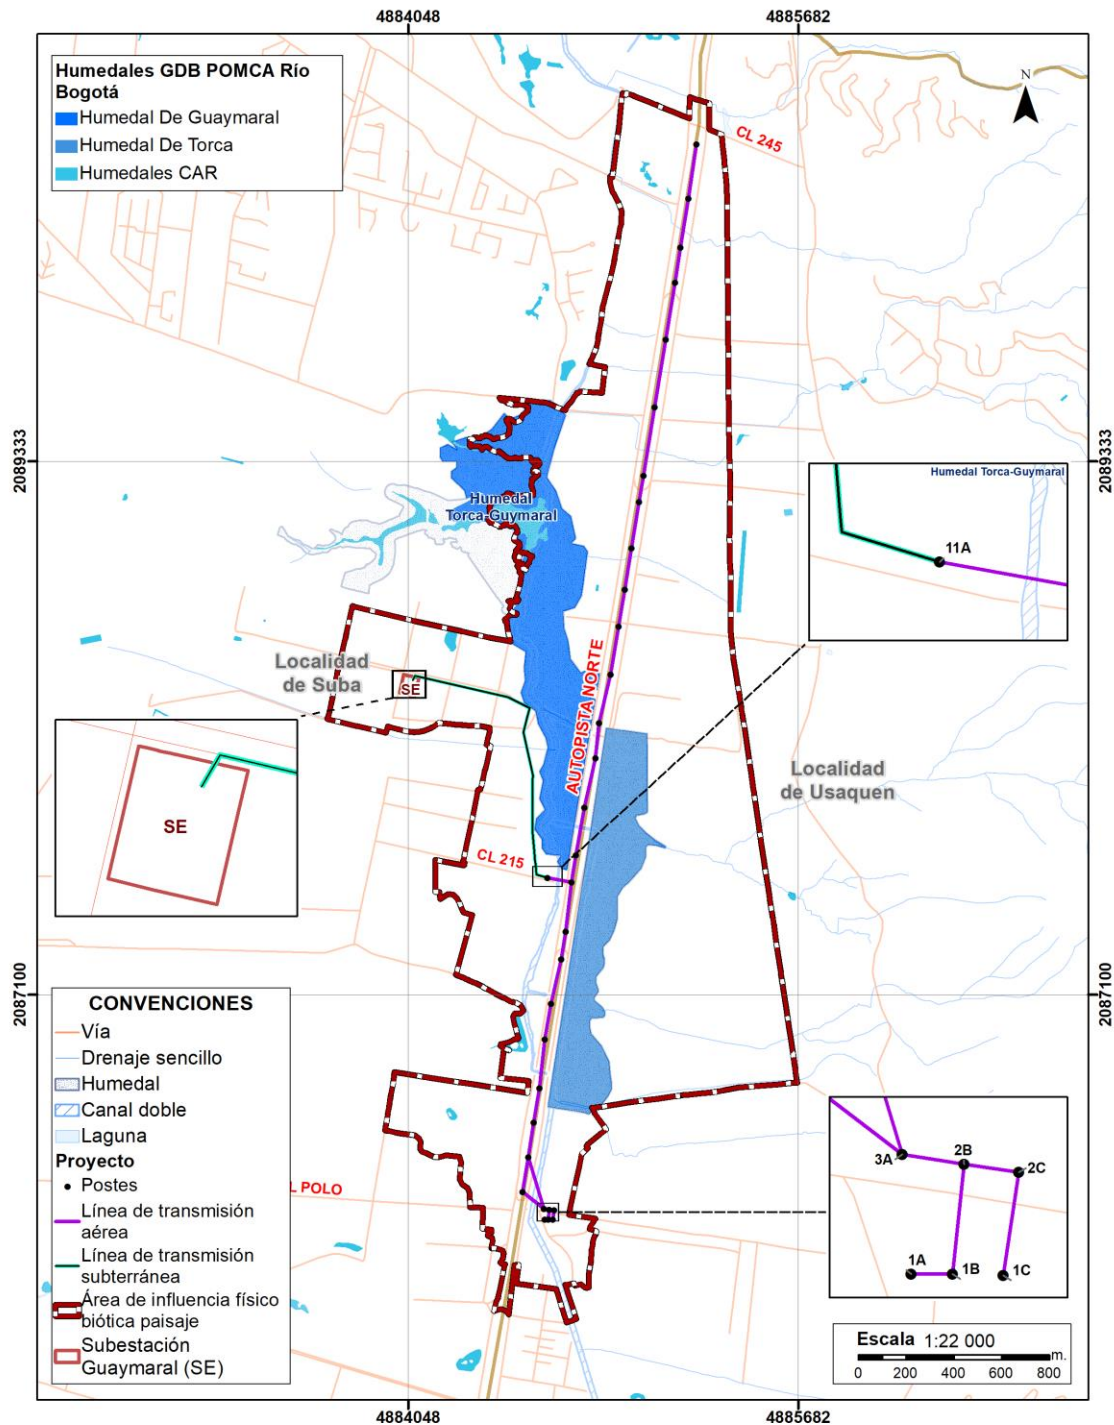 4884048
4885682
Humedales GDB POMCA Río
Bogotá
Humedal De Guaymaral
Humedal De Torca
Humedales CAR
N
CL 245
2089333
2089333
Humedal Torca-Guymaral
11A
Humedal
Torca-Guymaral
Localidad
de Suba
SE
AUTOPISTA NORTE
SE
Localidad
de Usaquen
CL 215
2087100
2087100
CONVENCIONES
Vía
Drenaje sencillo
Humedal
Canal doble
Laguna
Proyecto
Postes
Línea de transmisión
aérea
Línea de transmisión
subterránea
Área de influencia físico
biótica paisaje
Subestación
Guaymaral (SE)
L POLO
3A
2B
2C
1A
1B
1C
Escala 1:22 000
m.
0 200 400 600 800
4884048
4885682